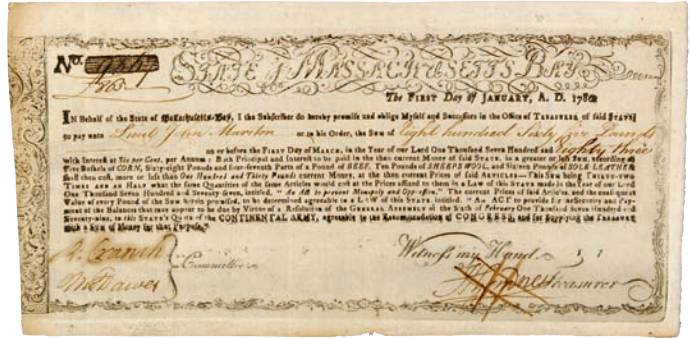 No.
STATE of MASSACHUSETTS BAY
The FIRST Day of JANUARY, A. D. 1780
IN Behalf of the State of Massachusetts-Bay, I the Subscriber do hereby promise and oblige Myself and Successors in the Office of TREASURER of said STATE,
to pay unto Lieut John Marston or to his Order, the Sum of Eight hundred Sixty five Pounds
on or before the FIRST Day of MARCH, in the Year of our Lord One Thousand Seven Hundred and Eighty three
with Interest at Six per Cent. per Annum: Both Principal and Interest to be paid in the then current Money of said STATE, in a greater or less SUM, according as
Five Bushels of CORN, Sixty-eight Pounds and four-seventh Parts of a Pound of BEEF, Ten Pounds of SHEEPS WOOL, and Sixteen Pounds of SOLE LEATHER
shall then cost, more or less than One Hundred and Thirty Pounds current Money, at the then current Prices of said ARTICLES—This SUM being THIRTY-TWO
TIMES AND AN HALF what the same Quantities of the same Articles would cost at the Prices affixed to them in a LAW of this STATE made in the Year of our Lord
One Thousand Seven Hundred and Seventy-seven, intitled, "An ACT to prevent Monopoly and Oppression." The current Prices of said Articles, and the consequent
Value of every Pound of the Sum herein promised, to be determined agreeable to a LAW of this STATE, intitled, "An ACT to provide for the Security and Pay-
ment of the Balances that may appear to be due by Virtue of a Resolution of the GENERAL ASSEMBLY of the Sixth of February One Thousand Seven Hundred and
Seventy-nine, to this STATE's Quota of the CONTINENTAL ARMY, agreeable to the Recommendation of CONGRESS, and for Supplying the TREASURY
with a SUM of Money for that Purpose."
Witness my Hand.
R. Cranch
Committee
Dawes
Treasurer